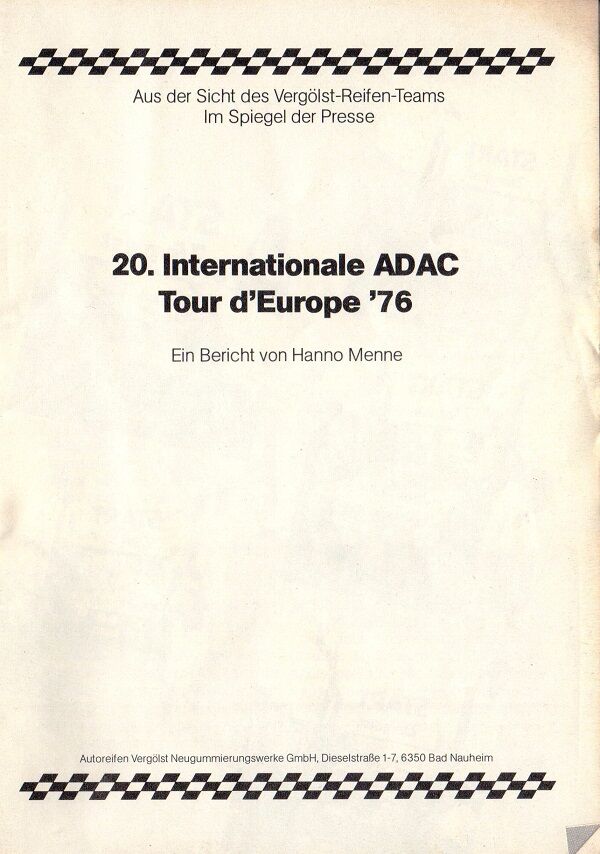 Aus der Sicht des Vergölst-Reifen-Teams
Im Spiegel der Presse
20. Internationale ADAC
Tour d'Europe '76
Ein Bericht von Hanno Menne
Autoreifen Vergölst Neugummierungswerke GmbH, Dieselstraße 1-7, 6350 Bad Nauheim